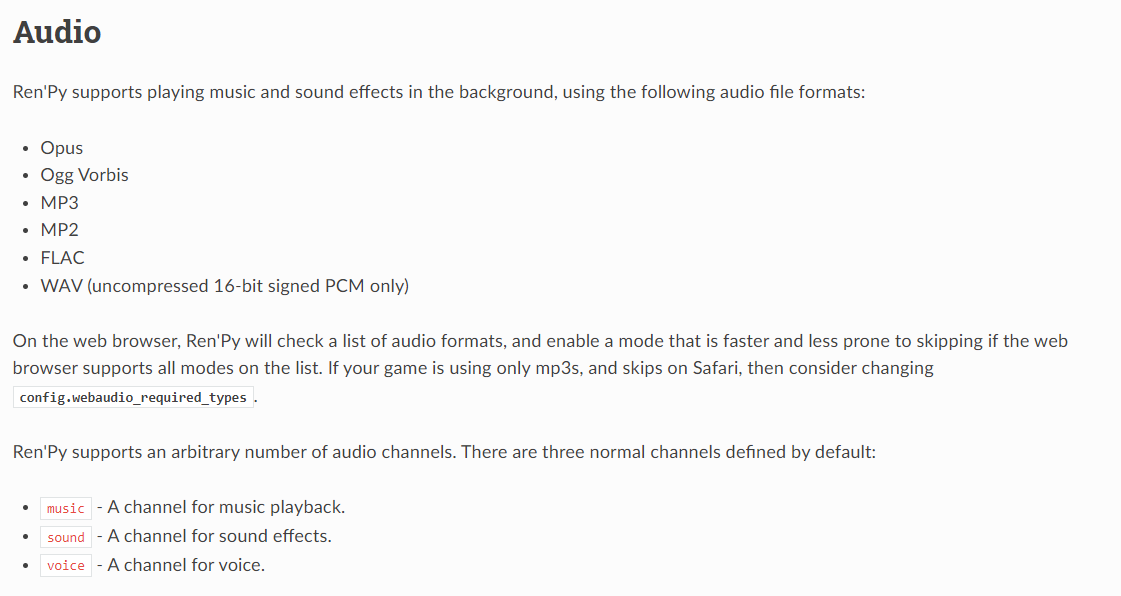 Audio
Ren'Py supports playing music and sound effects in the background, using the following audio file formats:
• Opus
• Ogg Vorbis
• MP3
• MP2
• FLAC
• WAV (uncompressed 16-bit signed PCM only)
On the web browser, Ren'Py will check a list of audio formats, and enable a mode that is faster and less prone to skipping if the web
browser supports all modes on the list. If your game is using only mp3s, and skips on Safari, then consider changing
config.webaudio_required_types.
Ren'Py supports an arbitrary number of audio channels. There are three normal channels defined by default:
• music - A channel for music playback.
• sound - A channel for sound effects.
• voice - A channel for voice.